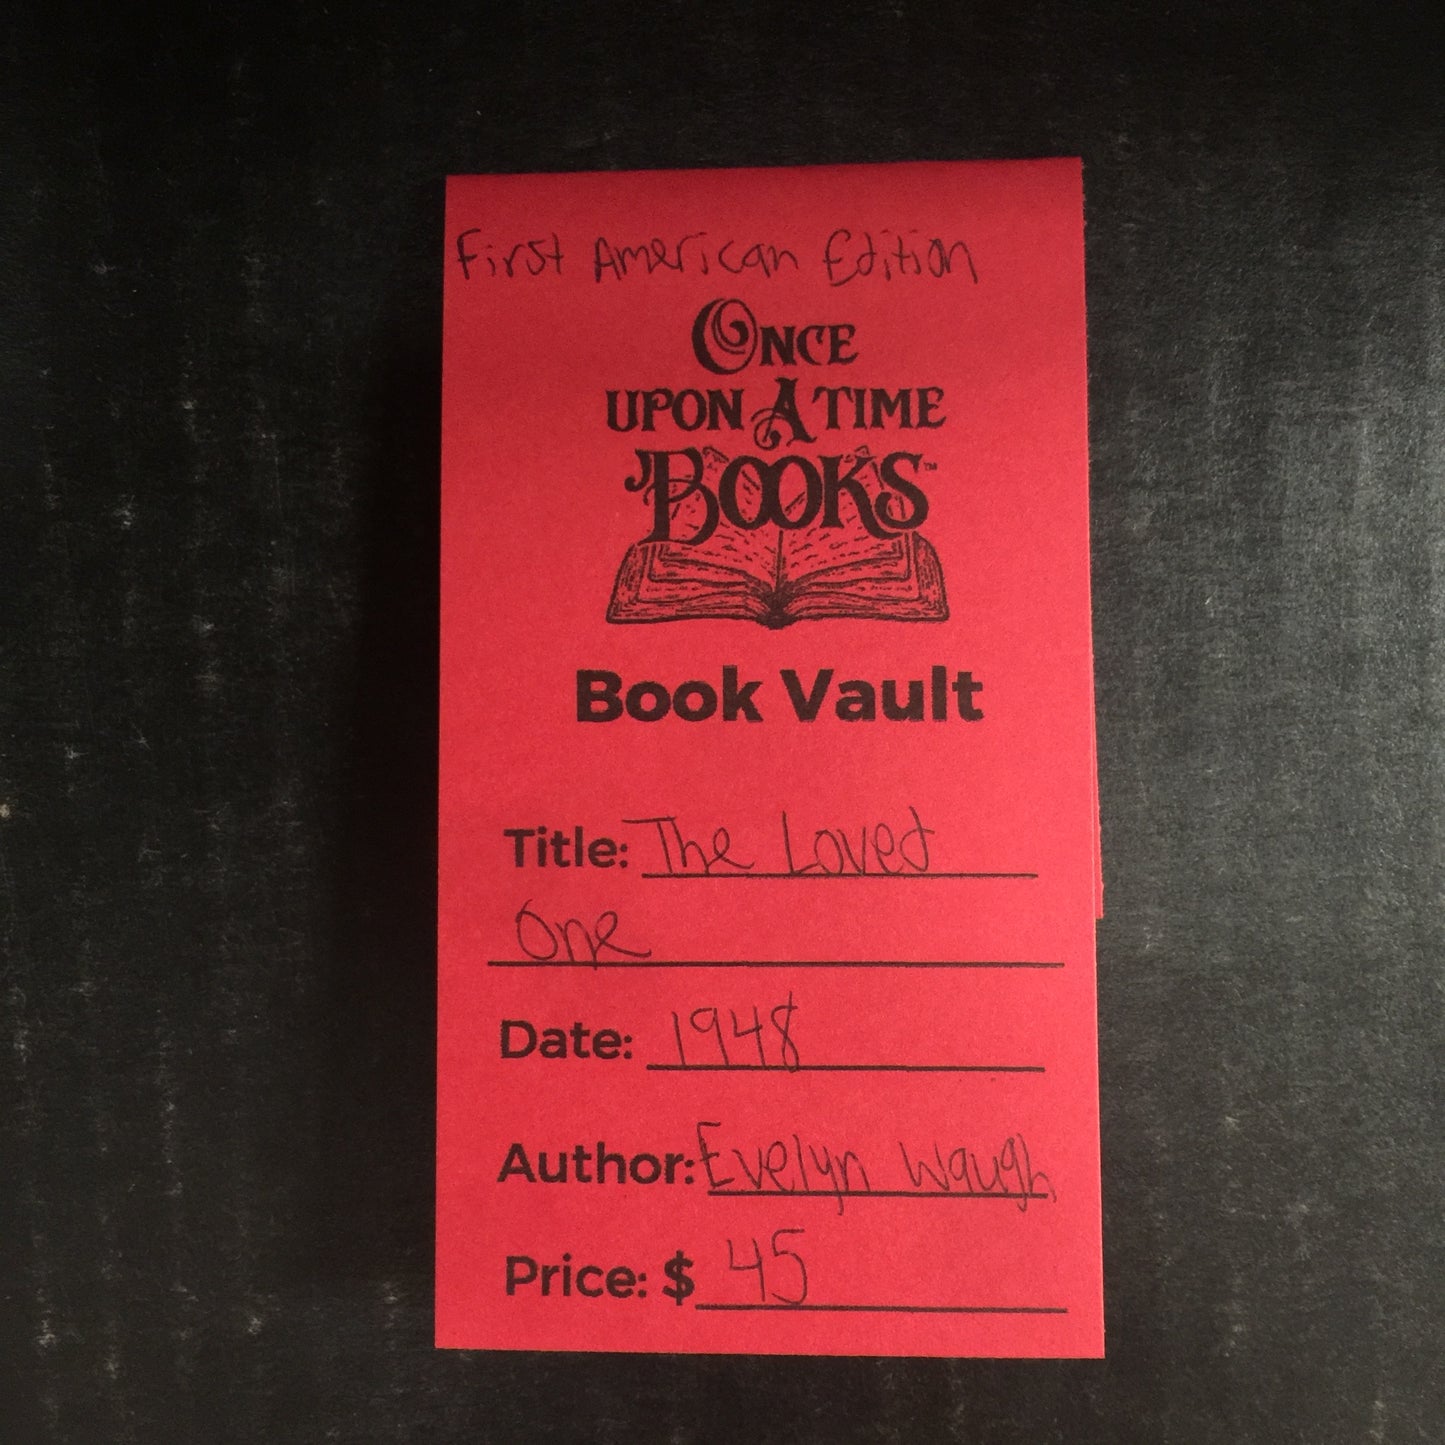 First American Edition
ONCE
UPON A TIME
BOOKS™
Book Vault
Title: The Loved
One
Date: 1948
Author: Evelyn Waugh
Price: $ 45